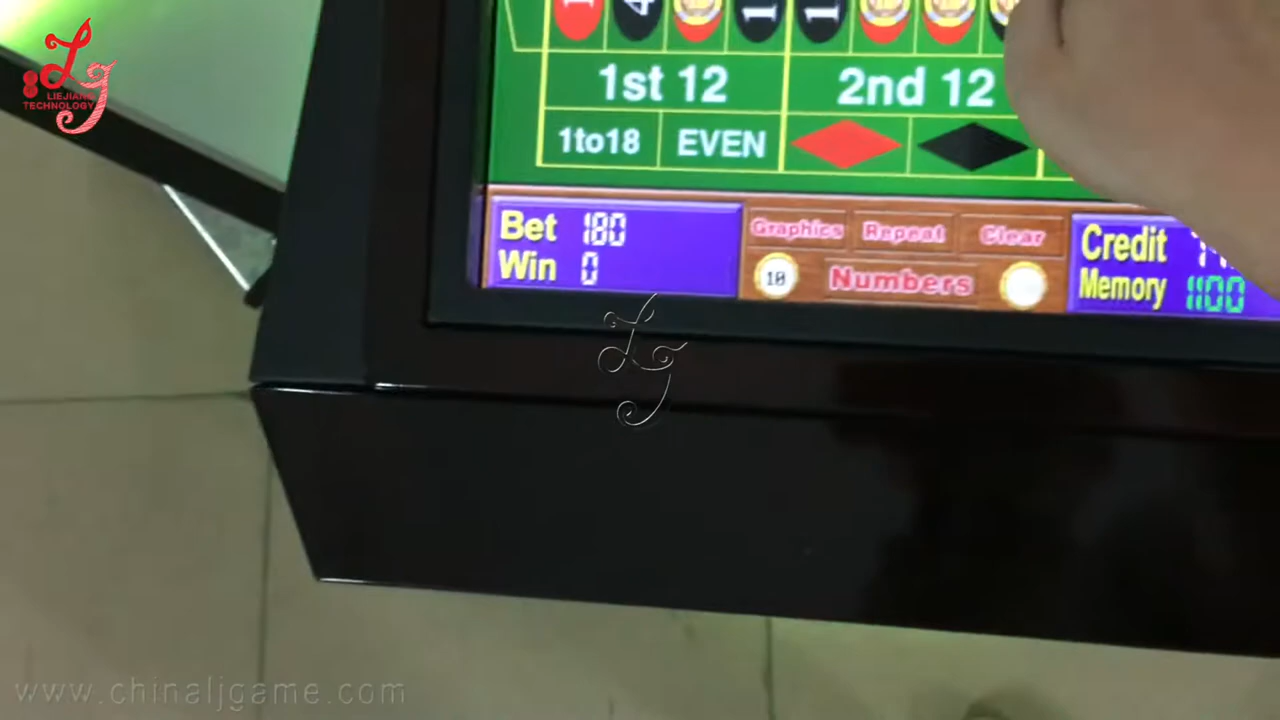 LIEJIANG
TECHNOLOGY
1st 12
2nd 12
1to18
EVEN
Bet 180
Win 0
Graphics
Repeat
Clear
10
Numbers
Credit
Memory 1100
www.chinaljgame.com